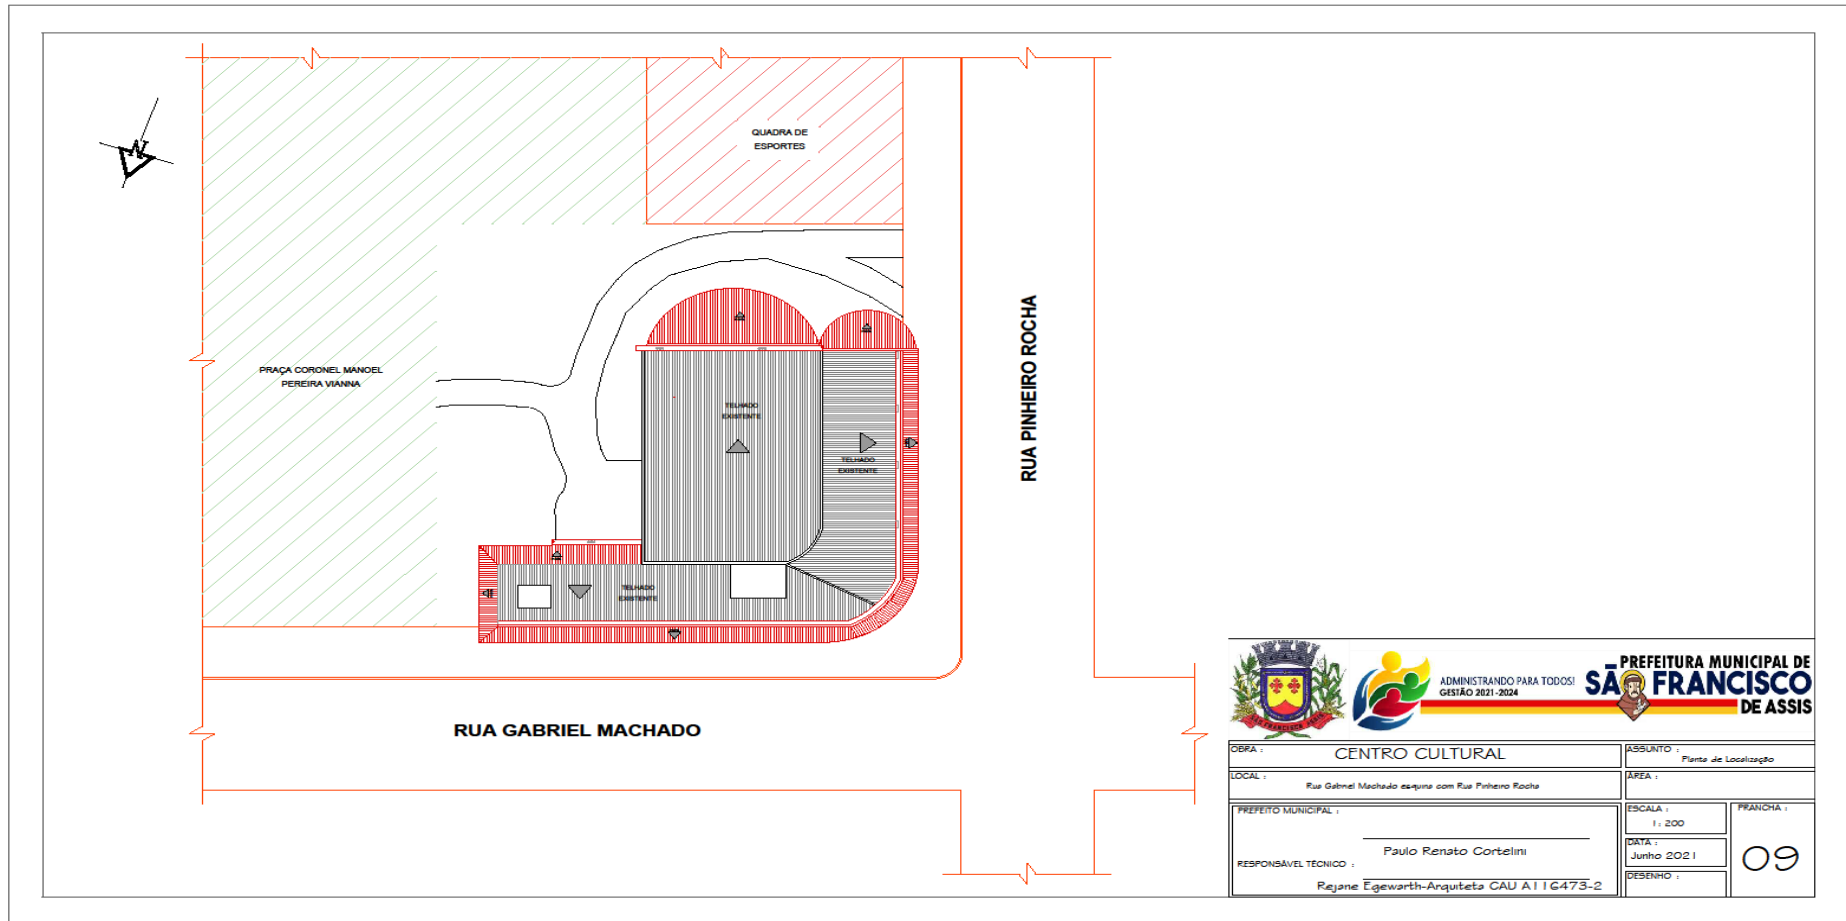 N
QUADRA DE
ESPORTES
PRAÇA CORONEL MANOEL
PEREIRA VIANNA
TELHADO
EXISTENTE
TELHADO
EXISTENTE
TELHADO
EXISTENTE
RUA PINHEIRO ROCHA
RUA GABRIEL MACHADO
SÃO FRANCISCO ASSIS
ADMINISTRANDO PARA TODOS!
GESTÃO 2021-2024
PREFEITURA MUNICIPAL DE
SÃO FRANCISCO
DE ASSIS
OBRA :
CENTRO CULTURAL
ASSUNTO :
Planta de Localização
LOCAL :
Rua Gabriel Machado esquina com Rua Pinheiro Rocha
ÁREA :
PREFEITO MUNICIPAL :
Paulo Renato Cortelini
RESPONSÁVEL TÉCNICO :
Rejane Egewarth-Arquiteta CAU A116473-2
ESCALA :
1: 200
DATA :
Junho 2021
DESENHO :
PRANCHA :
09